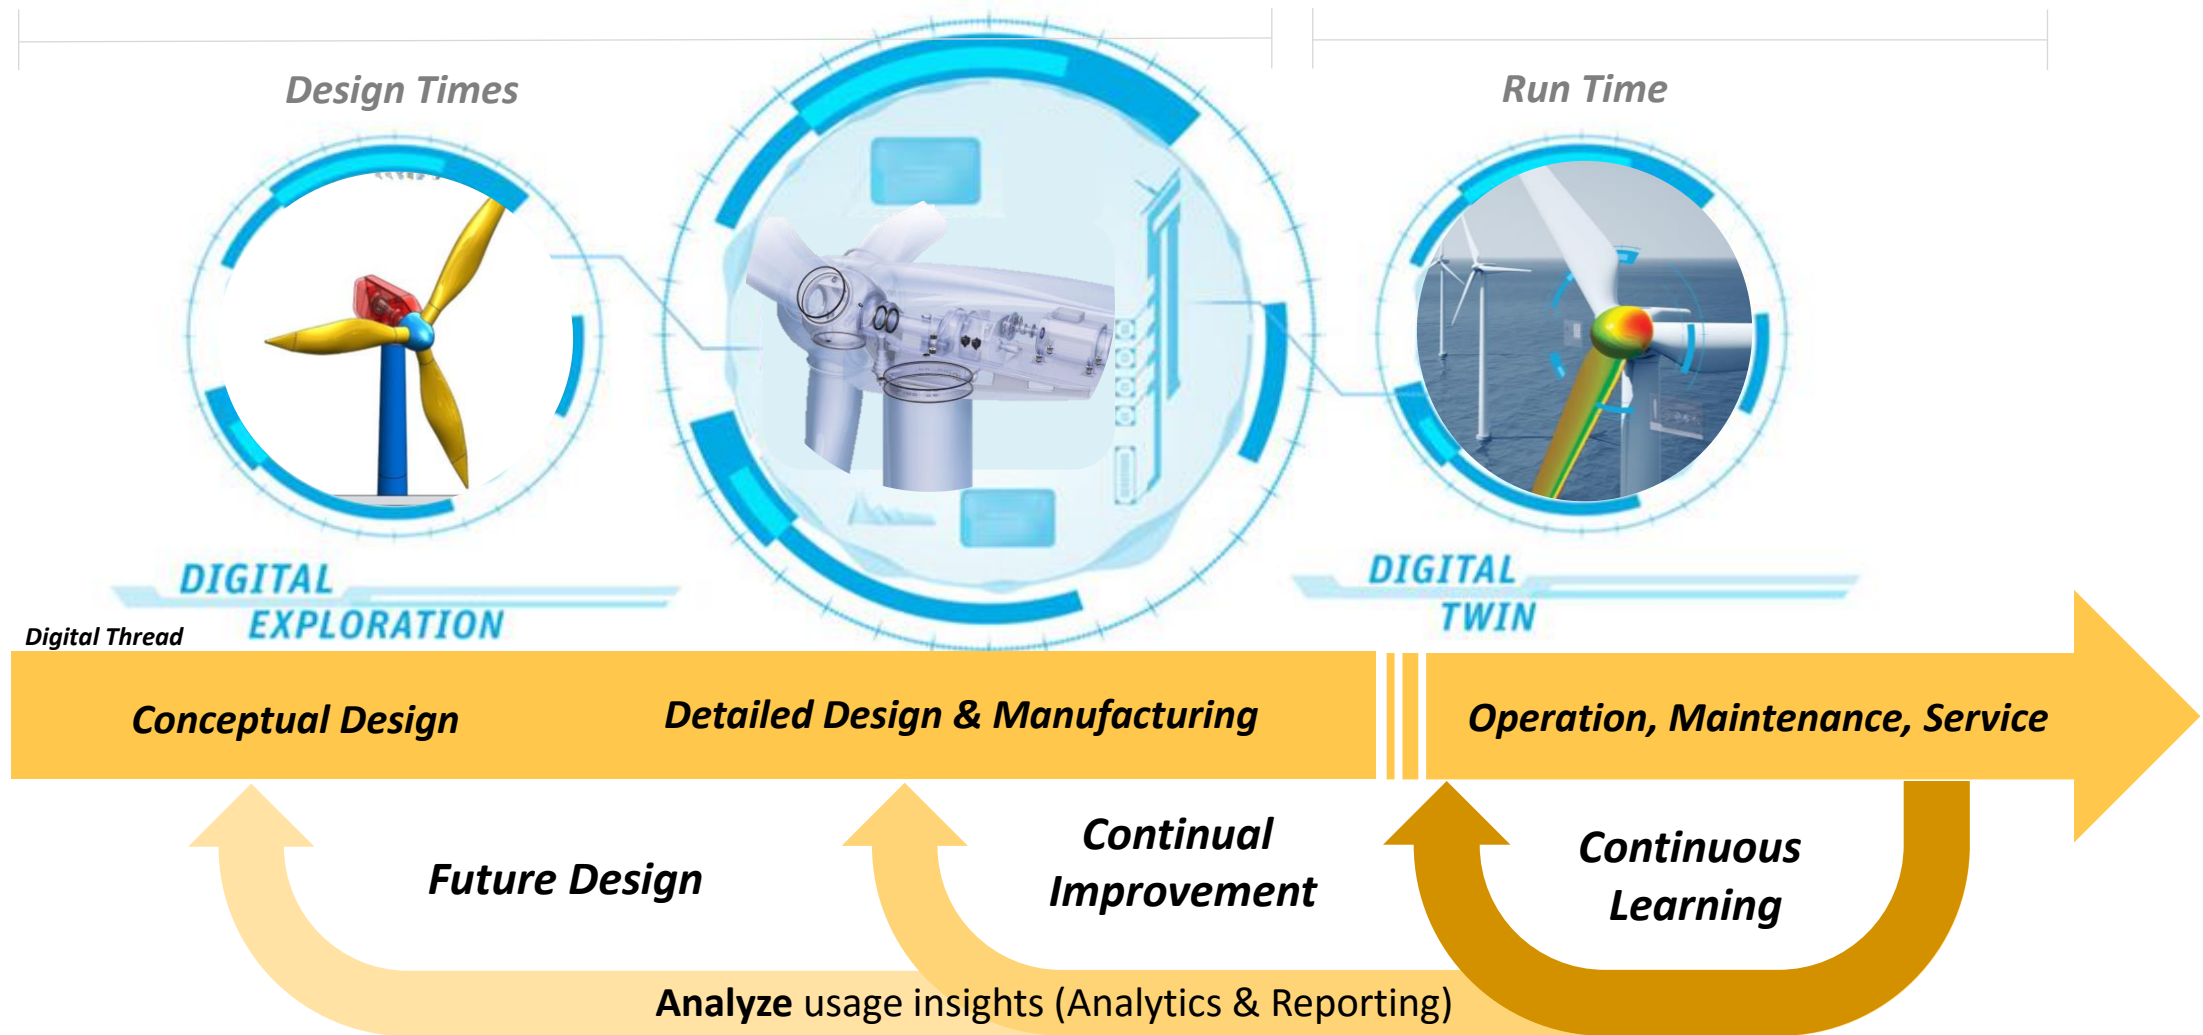 Design Times
Run Time
DIGITAL
EXPLORATION
DIGITAL
TWIN
Digital Thread
Conceptual Design
Detailed Design & Manufacturing
Operation, Maintenance, Service
Future Design
Continual
Improvement
Continuous
Learning
Analyze usage insights (Analytics & Reporting)